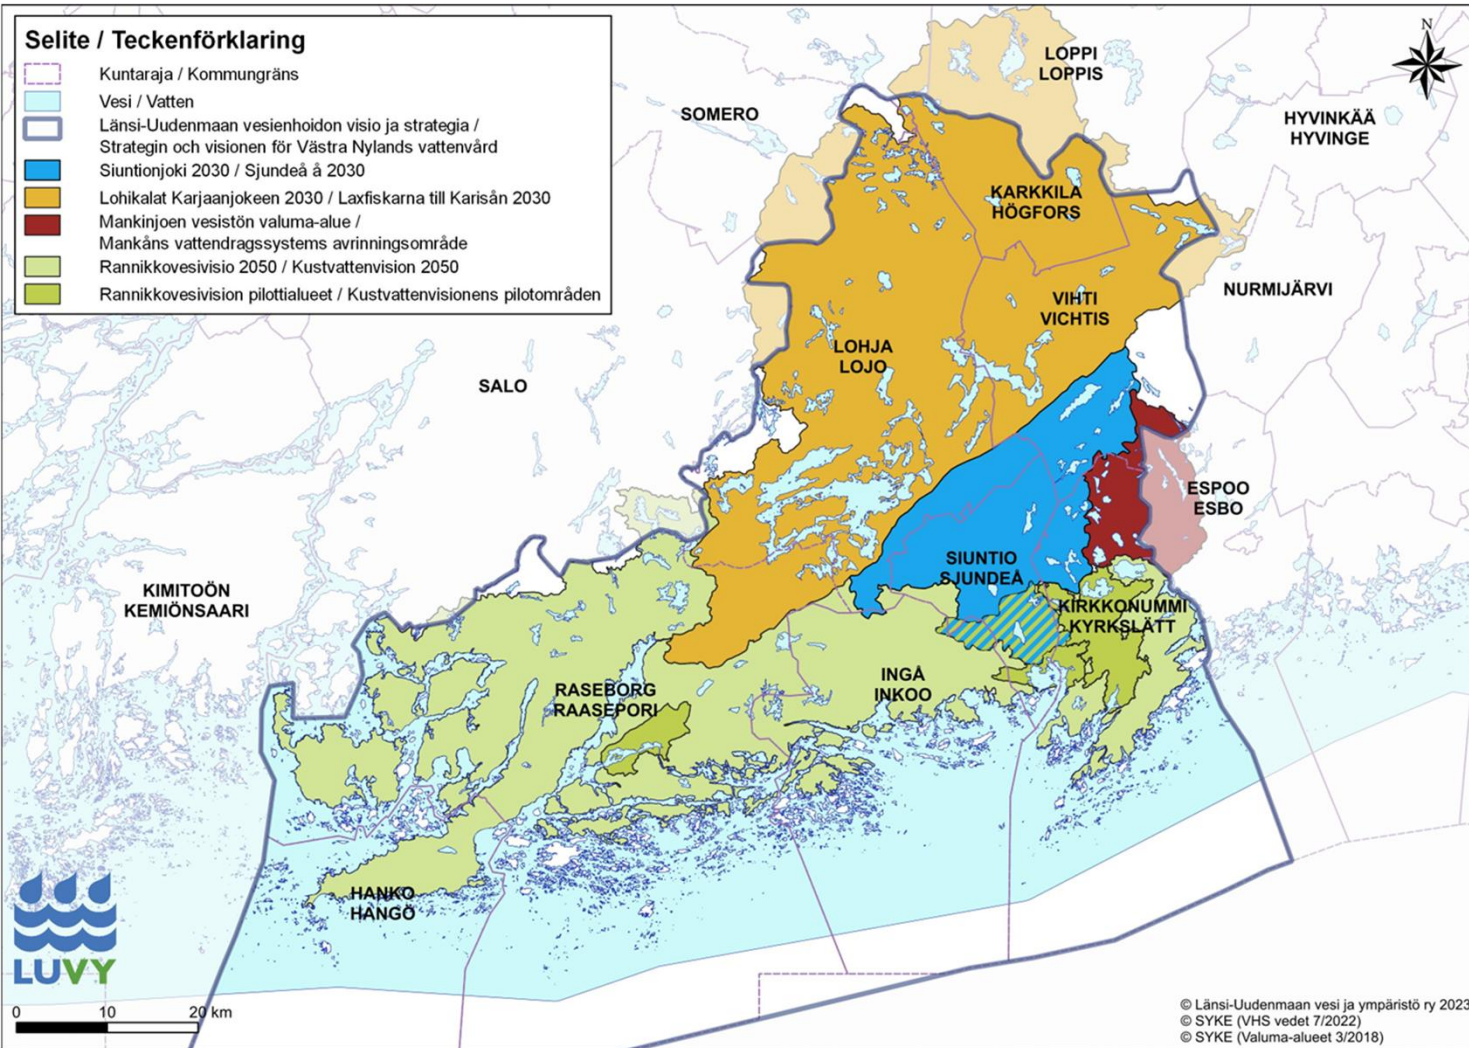 Selite / Teckenförklaring
Kuntaraja / Kommungräns
Vesi / Vatten
Länsi-Uudenmaan vesienhoidon visio ja strategia /
Strategin och visionen för Västra Nylands vattenvård
Siuntionjoki 2030 / Sjundeå å 2030
Lohikalat Karjaanjokeen 2030 / Laxfiskarna till Karisån 2030
Mankinjoen vesistön valuma-alue /
Mankåns vattendragssystems avrinningsområde
Rannikkovesivisio 2050 / Kustvattenvision 2050
Rannikkovesivision pilottialueet / Kustvattenvisionens pilotområden
N
LOPPI
LOPPIS
SOMERO
HYVINKÄÄ
HYVINGE
KARKKILA
HÖGFORS
NURMIJÄRVI
VIHTI
VICHTIS
LOHJA
LOJO
SALO
ESPOO
ESBO
SIUNTIO
SJUNDEÅ
KIMITOÖN
KEMIÖNSAARI
KIRKKONUMMI
KYRKSLÄTT
INGÅ
INKOO
RASEBORG
RAASEPORI
HANKO
HANGÖ
LUVY
0 10 20 km
© Länsi-Uudenmaan vesi ja ympäristö ry 2023
© SYKE (VHS vedet 7/2022)
© SYKE (Valuma-alueet 3/2018)